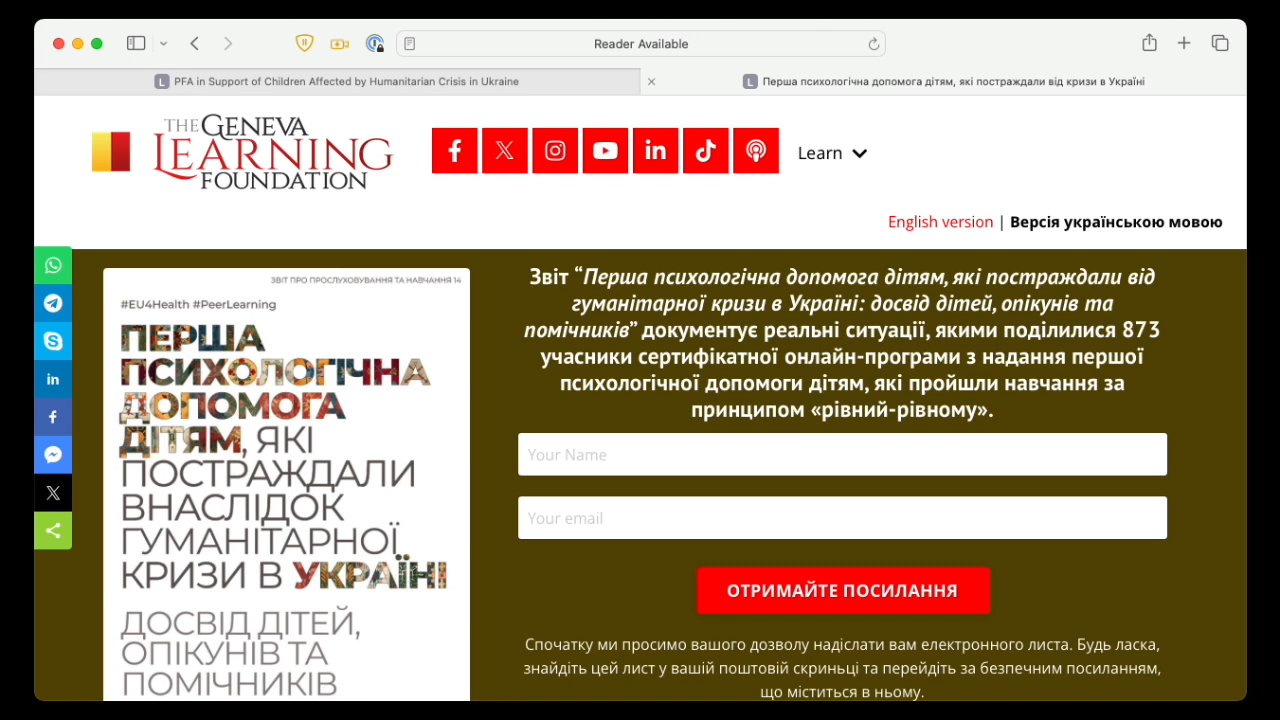 Reader Available
PFA in Support of Children Affected by Humanitarian Crisis in Ukraine
Перша психологічна допомога дітям, які постраждали від кризи в Україні
THE GENEVA
LEARNING
FOUNDATION
Learn
English version | Версія українською мовою
ЗВІТ ПРО ПРОСЛУХОВУВАННЯ ТА НАВЧАННЯ 14
#EU4Health #PeerLearning
ПЕРША
ПСИХОЛОГІЧНА
ДОПОМОГА
ДІТЯМ, ЯКІ
ПОСТРАЖДАЛИ
ВНАСЛІДОК
ГУМАНІТАРНОЇ
КРИЗИ В УКРАЇНІ
ДОСВІД ДІТЕЙ,
ОПІКУНІВ ТА
ПОМІЧНИКІВ
Звіт “Перша психологічна допомога дітям, які постраждали від
гуманітарної кризи в Україні: досвід дітей, опікунів та
помічників” документує реальні ситуації, якими поділилися 873
учасники сертифікатної онлайн-програми з надання першої
психологічної допомоги дітям, які пройшли навчання за
принципом «рівний-рівному».
Your Name
Your email
ОТРИМАЙТЕ ПОСИЛАННЯ
Спочатку ми просимо вашого дозволу надіслати вам електронного листа. Будь ласка,
знайдіть цей лист у вашій поштовій скриньці та перейдіть за безпечним посиланням,
що міститься в ньому.